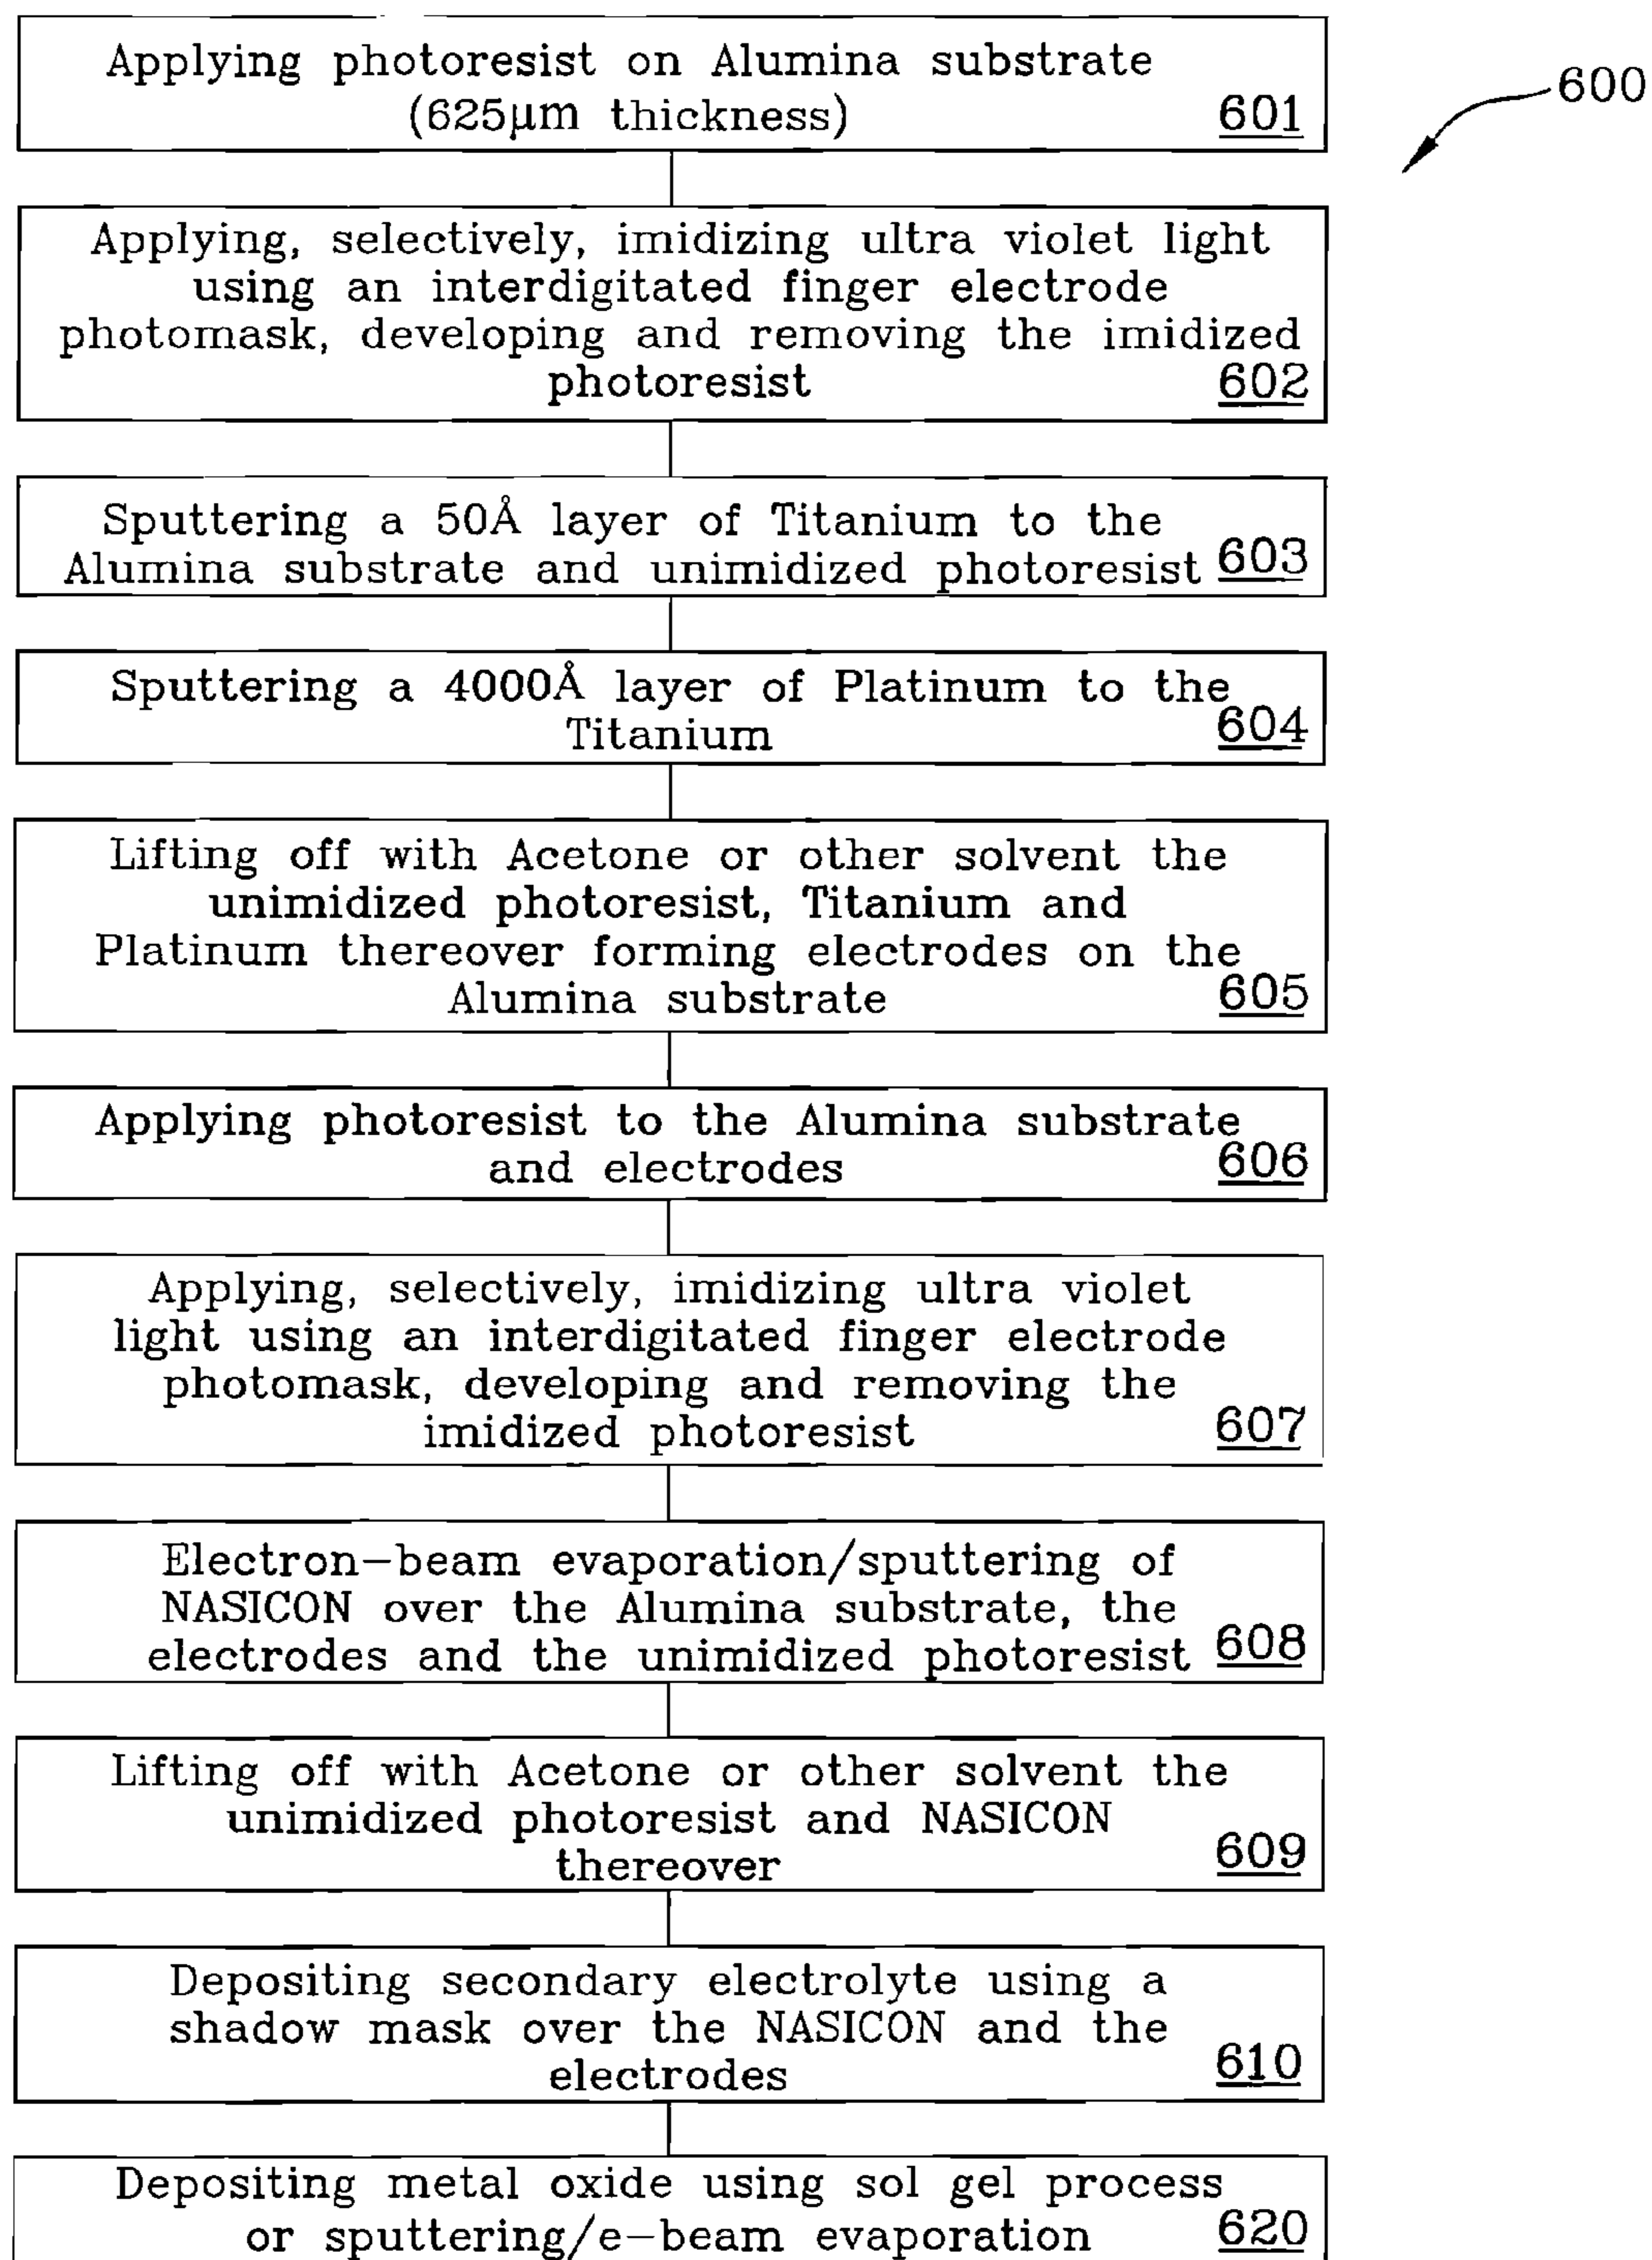 Applying photoresist on Alumina substrate
(625µm thickness) 601
600
Applying, selectively, imidizing ultra violet light
using an interdigitated finger electrode
photomask, developing and removing the imidized
photoresist 602
Sputtering a 50Å layer of Titanium to the
Alumina substrate and unimidized photoresist 603
Sputtering a 4000Å layer of Platinum to the
Titanium 604
Lifting off with Acetone or other solvent the
unimidized photoresist, Titanium and
Platinum thereover forming electrodes on the
Alumina substrate 605
Applying photoresist to the Alumina substrate
and electrodes 606
Applying, selectively, imidizing ultra violet
light using an interdigitated finger electrode
photomask, developing and removing the
imidized photoresist 607
Electron-beam evaporation/sputtering of
NASICON over the Alumina substrate, the
electrodes and the unimidized photoresist 608
Lifting off with Acetone or other solvent the
unimidized photoresist and NASICON
thereover 609
Depositing secondary electrolyte using a
shadow mask over the NASICON and the
electrodes 610
Depositing metal oxide using sol gel process
or sputtering/e-beam evaporation 620